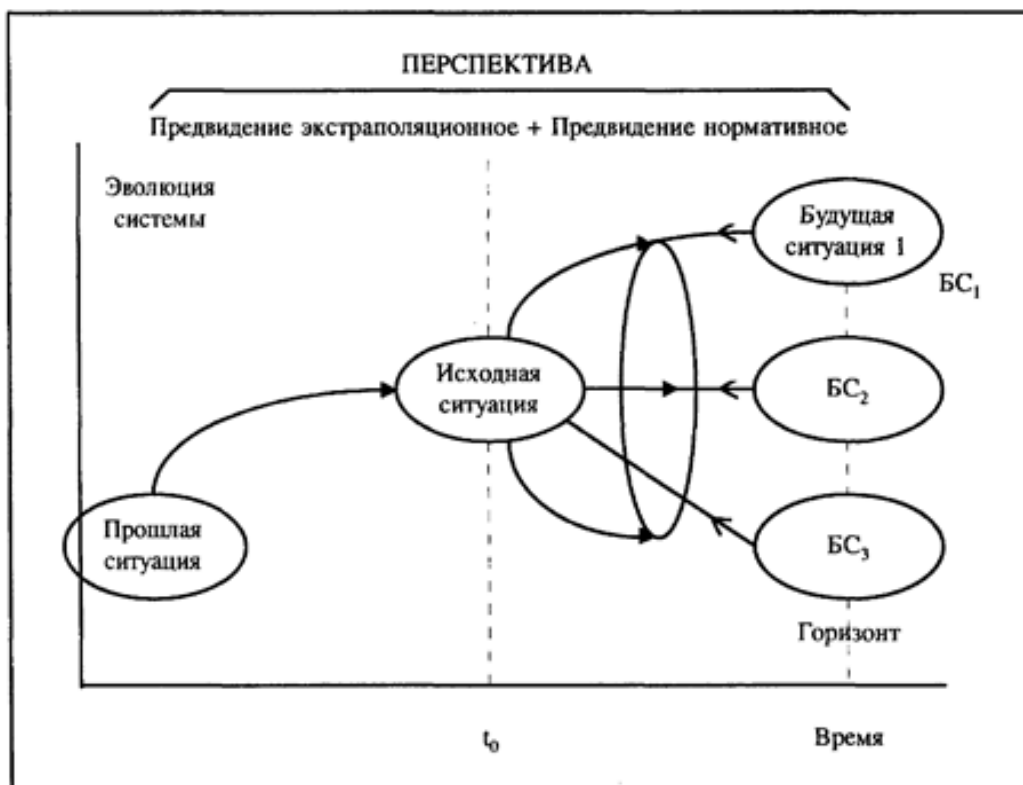 ПЕРСПЕКТИВА
Предвидение экстраполяционное + Предвидение нормативное
Эволюция
системы
Будущая
ситуация 1
БС₁
Исходная
ситуация
БС₂
Прошлая
ситуация
БС₃
Горизонт
t₀
Время